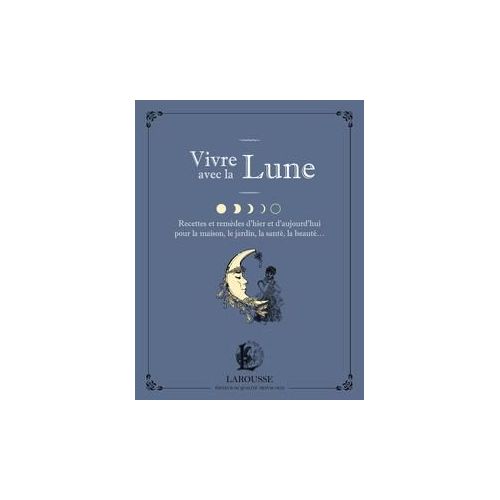 Vivre
avec la Lune
Recettes et remèdes d'hier et d'aujourd'hui
pour la maison, le jardin, la santé, la beauté...
L
LAROUSSE